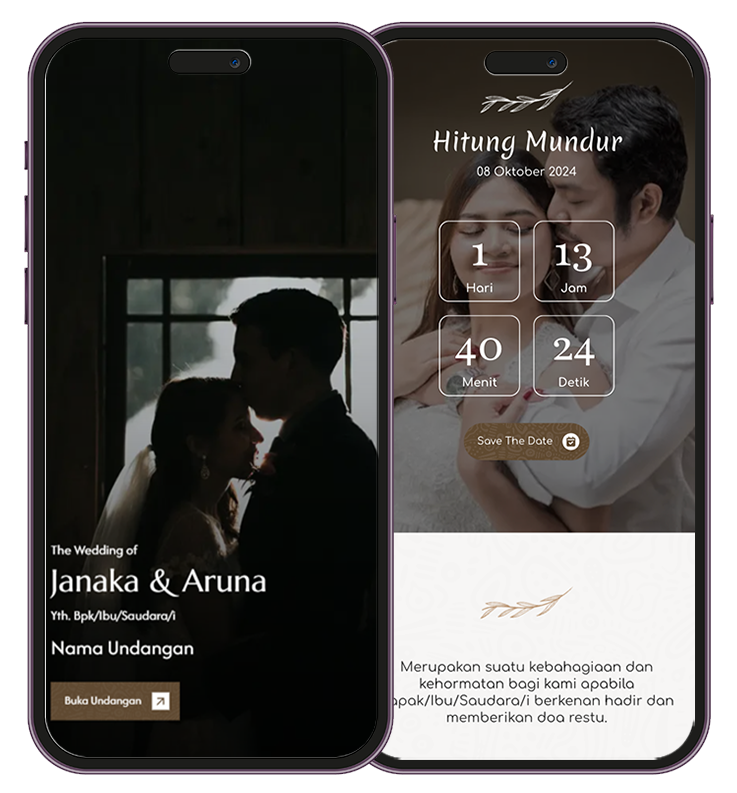 The Wedding of
Janaka & Aruna
Yth. Bpk/Ibu/Saudara/i
Nama Undangan
Buka Undangan
Hitung Mundur
08 Oktober 2024
1
Hari
13
Jam
40
Menit
24
Detik
Save The Date
Merupakan suatu kebahagiaan dan
kehormatan bagi kami apabila
apak/Ibu/Saudara/i berkenan hadir dan
memberikan doa restu.